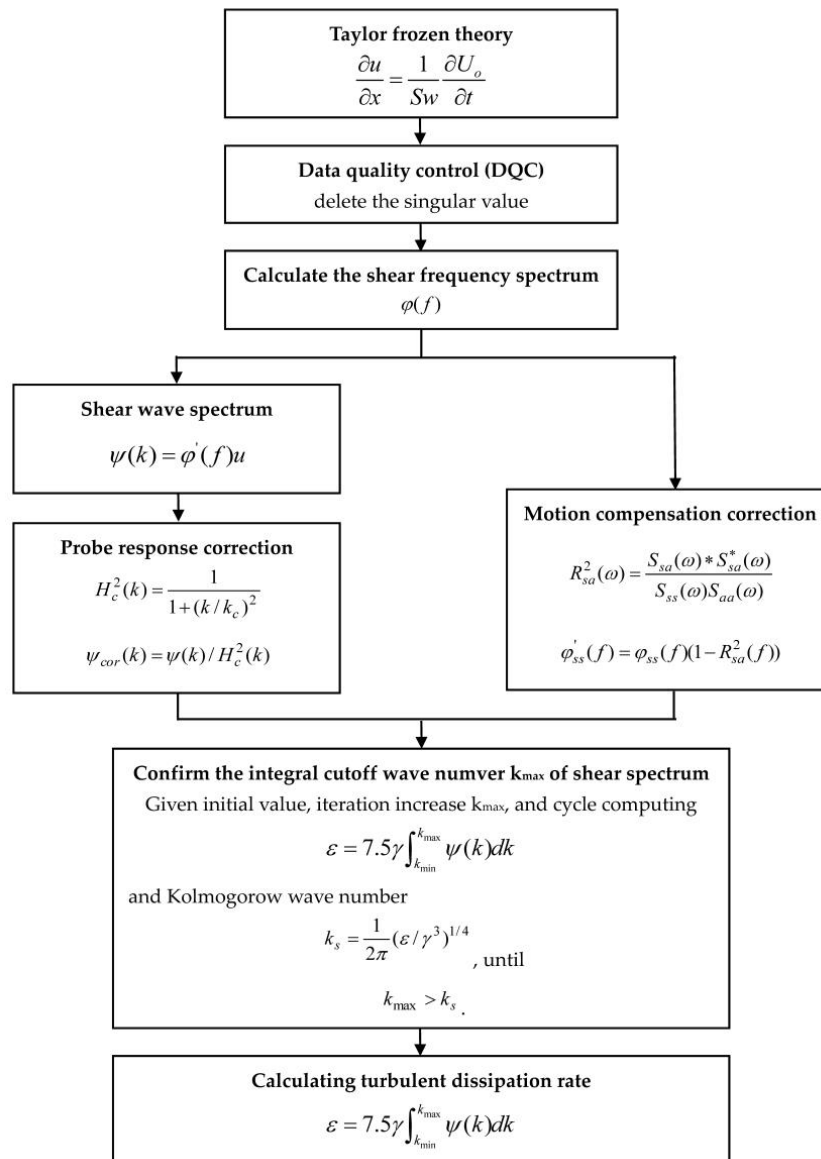 Taylor frozen theory
∂u/∂x = 1/Sw ∂U_o/∂t
Data quality control (DQC)
delete the singular value
Calculate the shear frequency spectrum
φ(f)
Shear wave spectrum
ψ(k) = φ'(f)u
Probe response correction
H_c^2(k) = 1/(1+(k/k_c)^2)
ψ_cor(k) = ψ(k) / H_c^2(k)
Motion compensation correction
R_sa^2(ω) = S_sa(ω) * S_sa^*(ω) / S_ss(ω)S_aa(ω)
φ'_ss(f) = φ_ss(f)(1 − R_sa^2(f))
Confirm the integral cutoff wave numver k_max of shear spectrum
Given initial value, iteration increase k_max, and cycle computing
ε = 7.5γ∫_{k_min}^{k_max} ψ(k)dk
and Kolmogorow wave number
k_s = 1/2π (ε / γ^3)^{1/4} , until
k_max > k_s .
Calculating turbulent dissipation rate
ε = 7.5γ∫_{k_min}^{k_max} ψ(k)dk